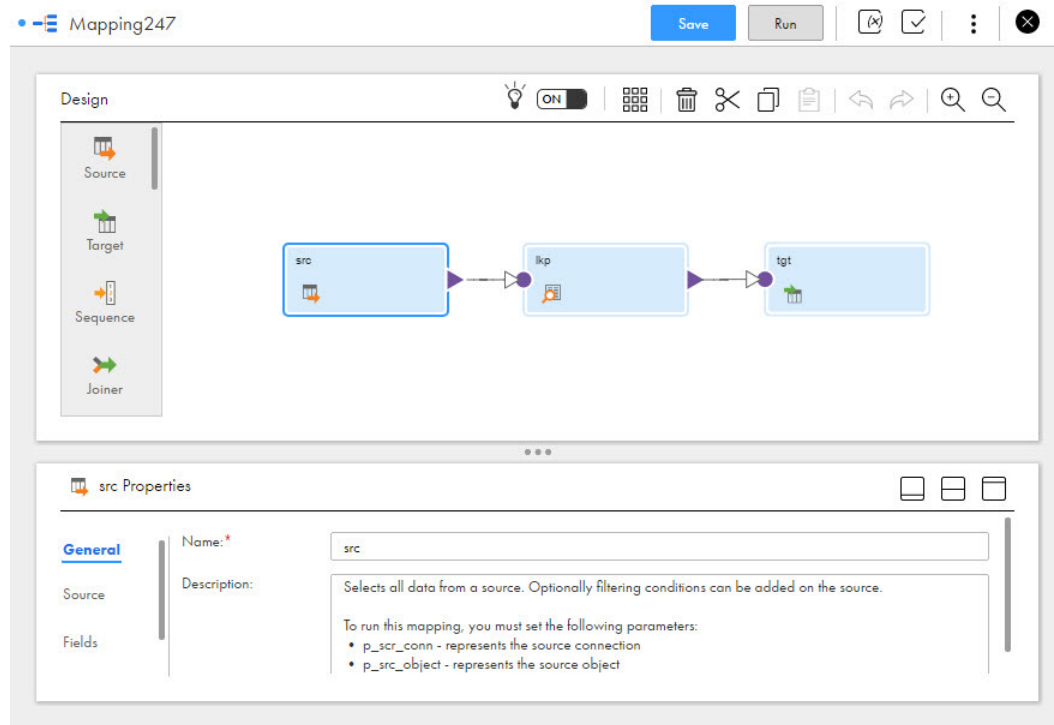 Mapping247
Save
Run
(x)
Design
ON
Source
Target
Sequence
Joiner
src
lkp
tgt
src Properties
General
Source
Fields
Name:*
src
Description:
Selects all data from a source. Optionally filtering conditions can be added on the source.
To run this mapping, you must set the following parameters:
• p_scr_conn - represents the source connection
• p_src_object - represents the source object